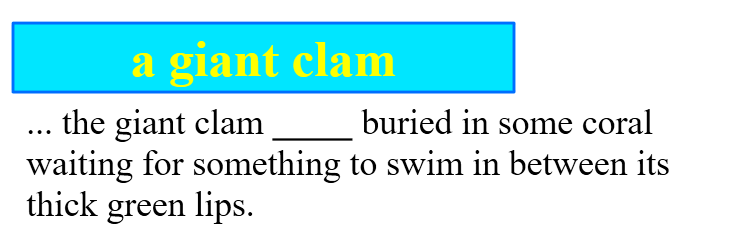 a giant clam
... the giant clam _____ buried in some coral
waiting for something to swim in between its
thick green lips.